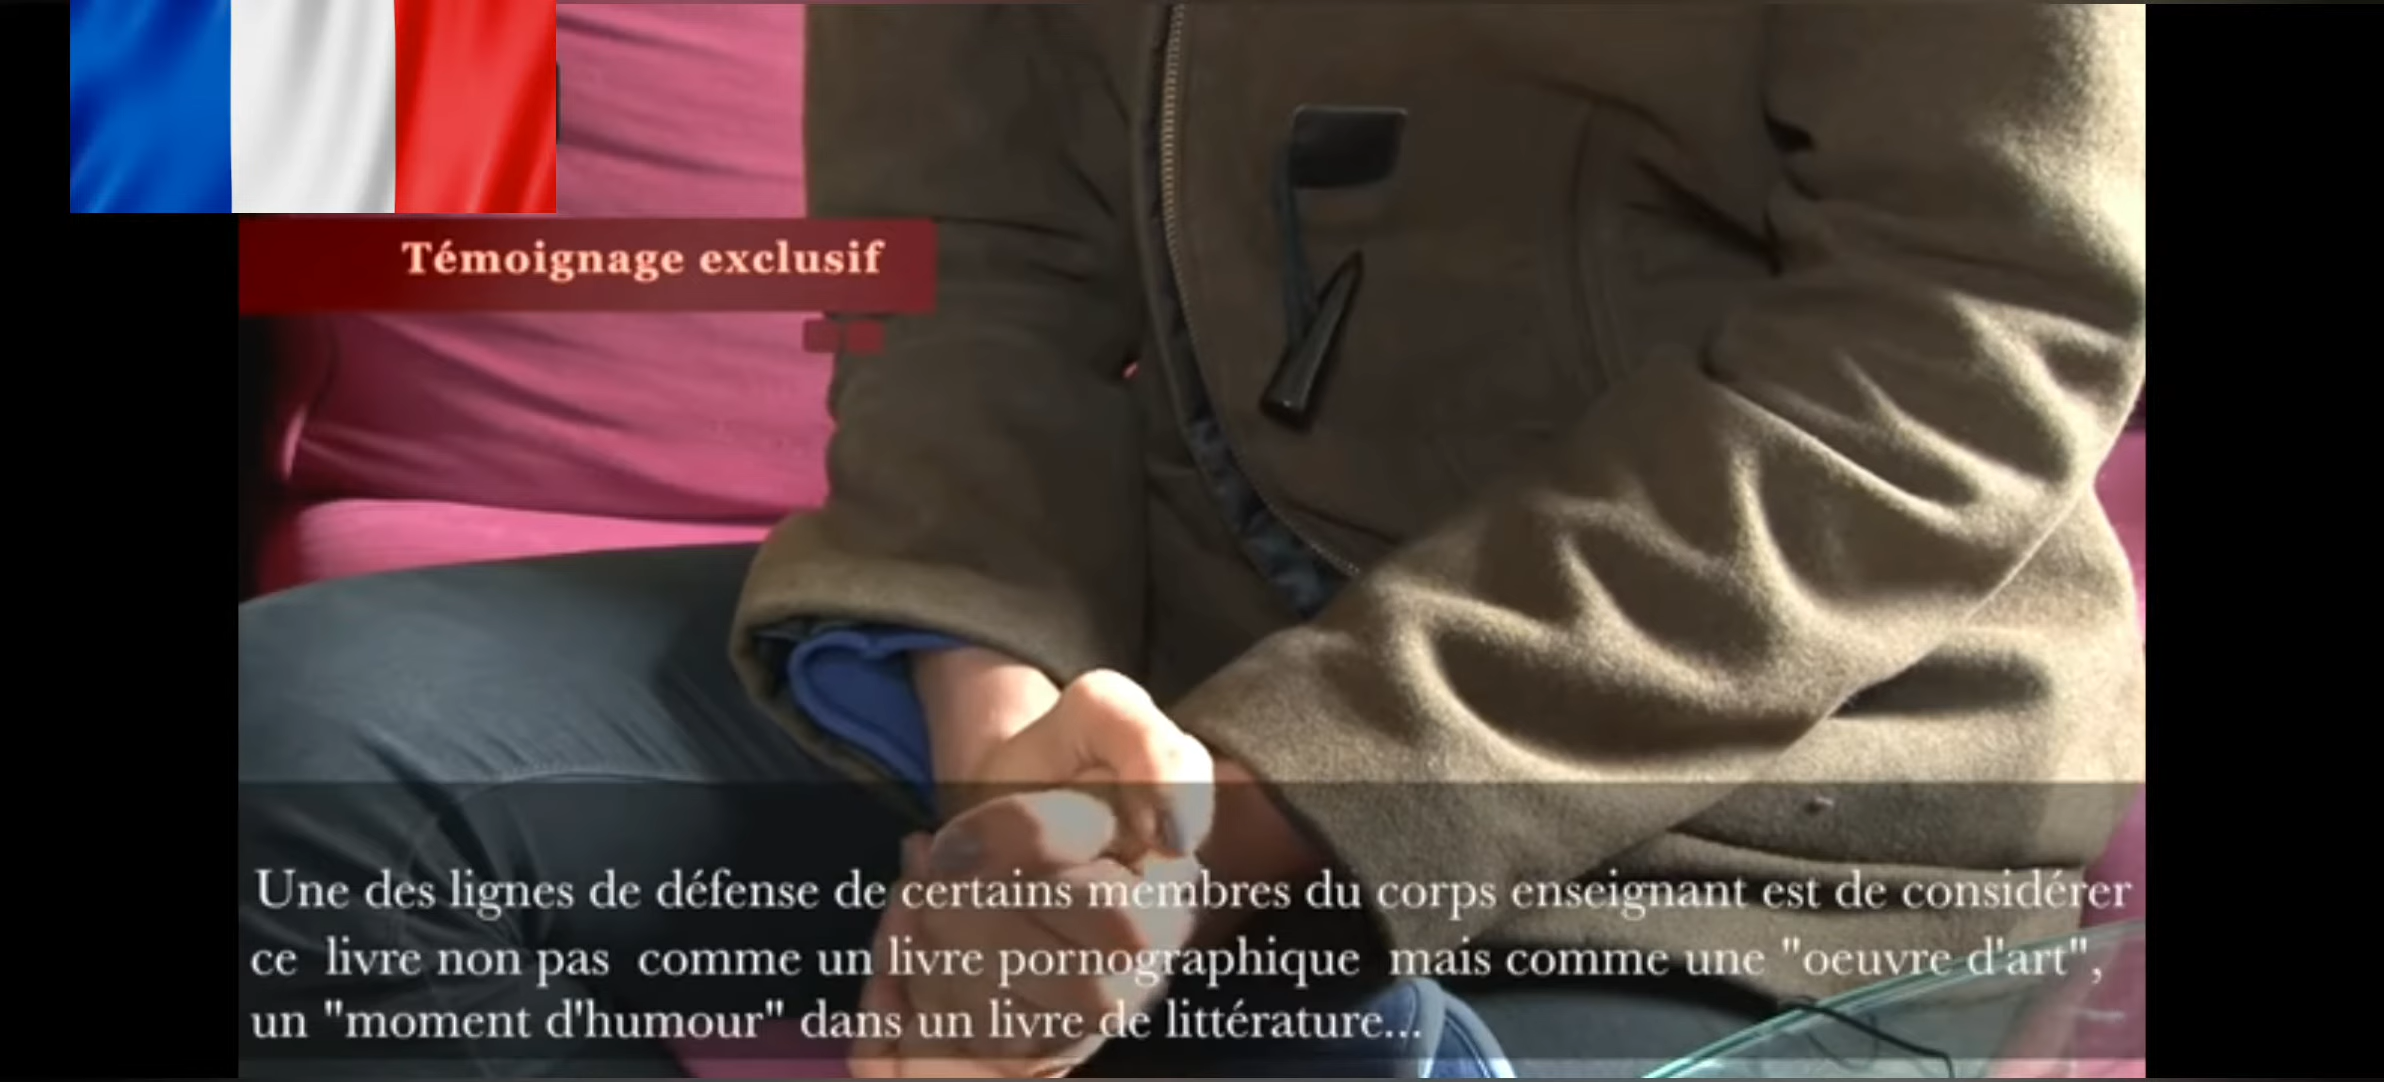 Témoignage exclusif
Une des lignes de défense de certains membres du corps enseignant est de considérer
ce livre non pas comme un livre pornographique mais comme une "oeuvre d'art",
un "moment d'humour" dans un livre de littérature...